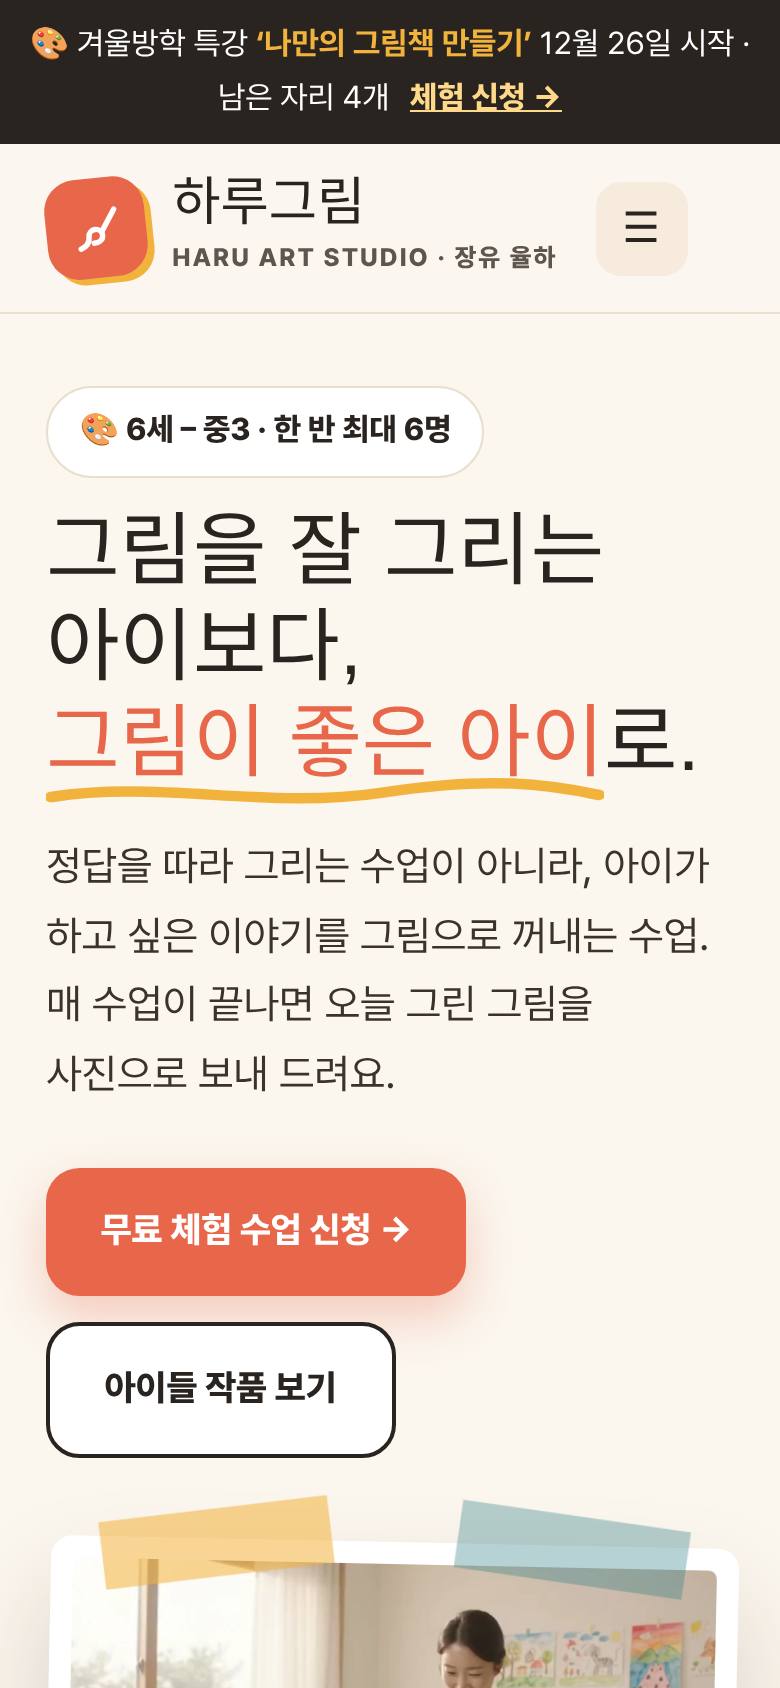 🎨 겨울방학 특강 ‘나만의 그림책 만들기’ 12월 26일 시작 ·
남은 자리 4개 체험 신청 →
하루그림
HARU ART STUDIO · 장유 율하
☰
🎨 6세 – 중3 · 한 반 최대 6명
그림을 잘 그리는
아이보다,
그림이 좋은 아이로.
정답을 따라 그리는 수업이 아니라, 아이가
하고 싶은 이야기를 그림으로 꺼내는 수업.
매 수업이 끝나면 오늘 그린 그림을
사진으로 보내 드려요.
무료 체험 수업 신청 →
아이들 작품 보기